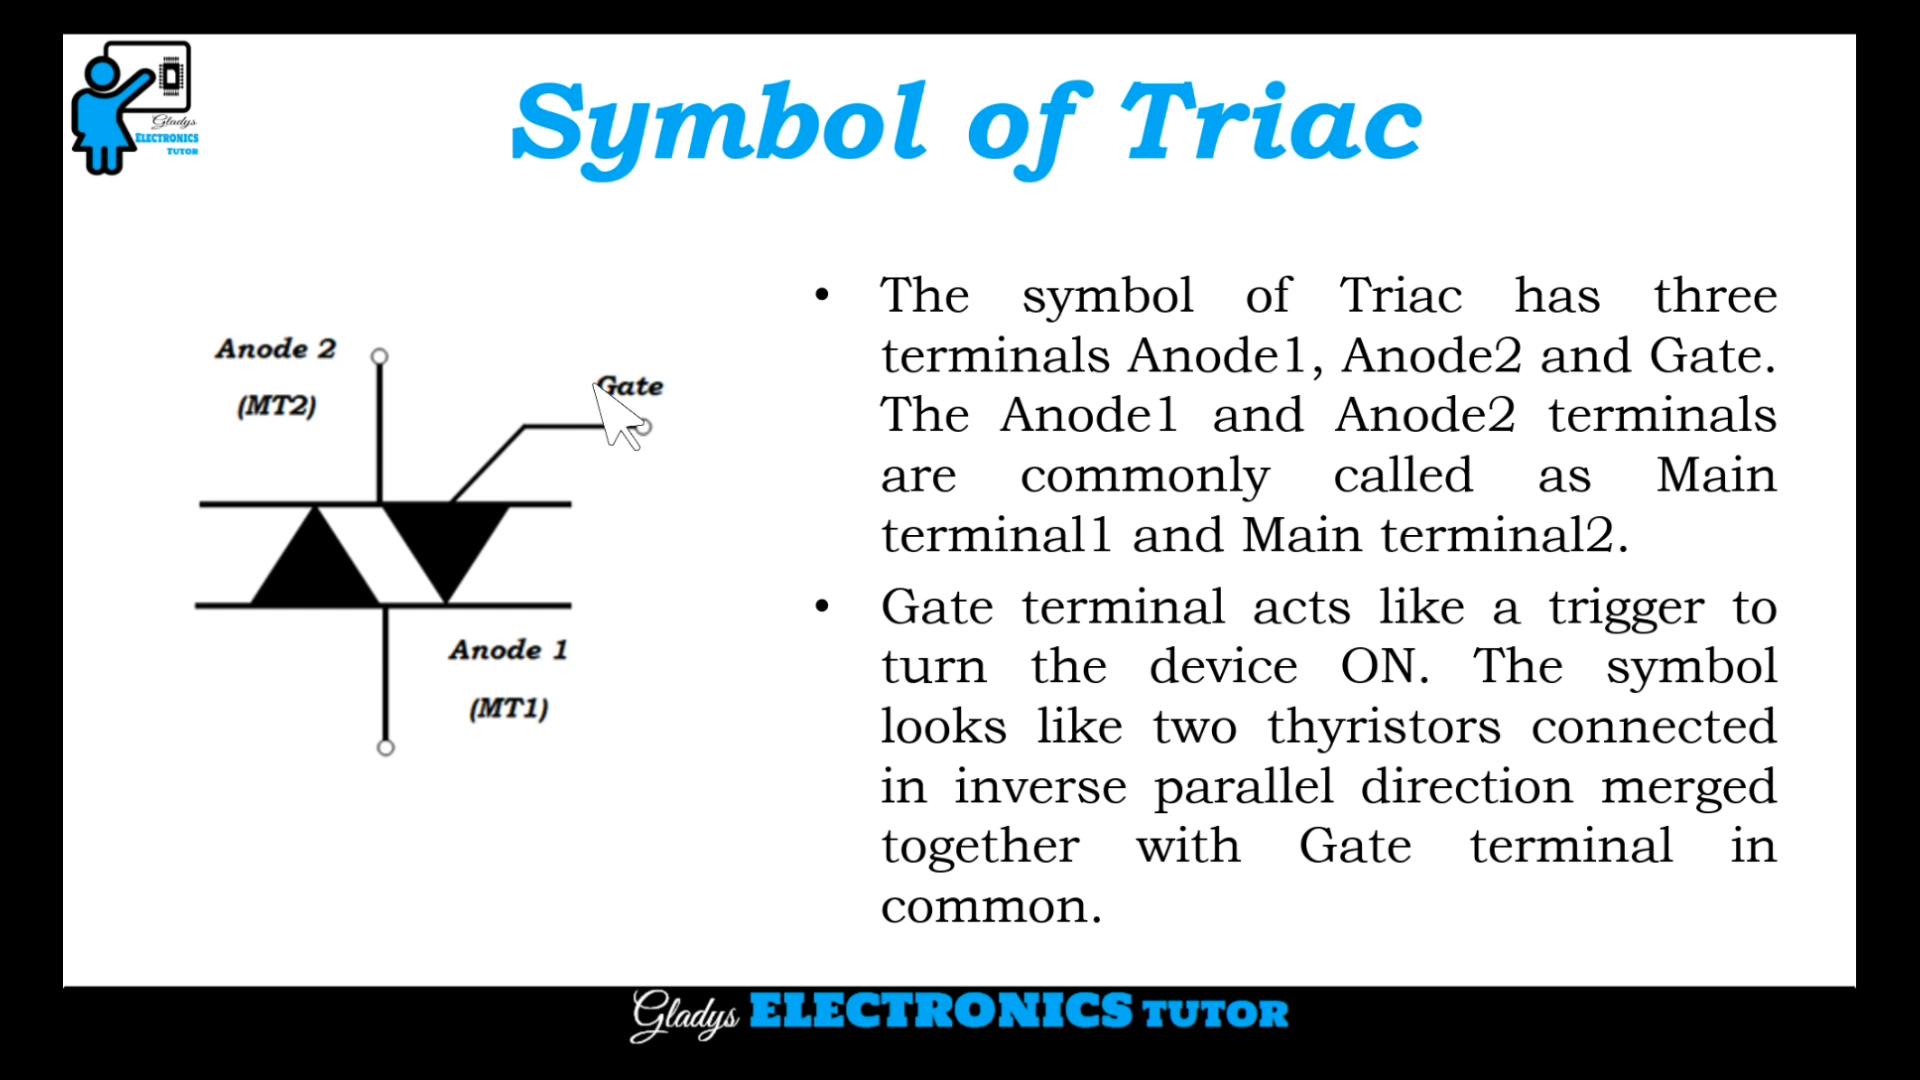 Gladys
ELECTRONICS
TUTOR
Symbol of Triac
Anode 2
(MT2)
Gate
Anode 1
(MT1)
• The symbol of Triac has three
terminals Anode1, Anode2 and Gate.
The Anode1 and Anode2 terminals
are commonly called as Main
terminal1 and Main terminal2.
• Gate terminal acts like a trigger to
turn the device ON. The symbol
looks like two thyristors connected
in inverse parallel direction merged
together with Gate terminal in
common.
Gladys ELECTRONICS TUTOR